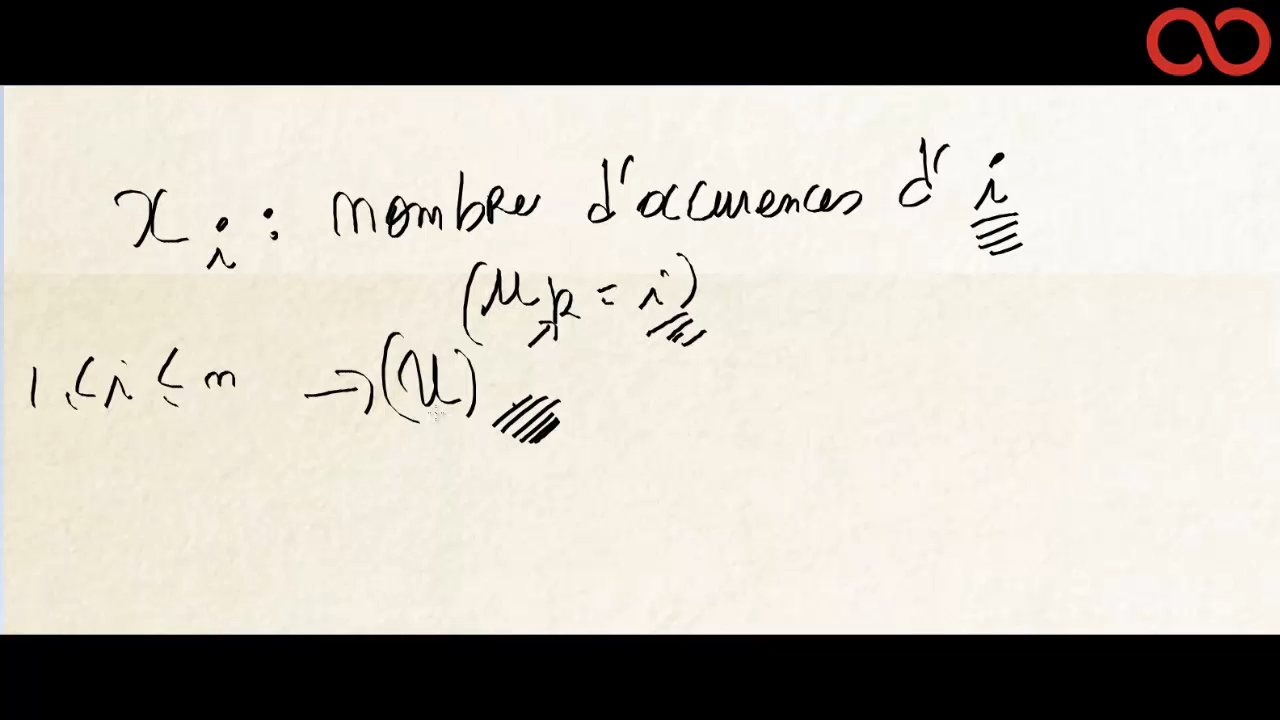 x_i : nombre d'occurences d' i
(u_k = i)
1 ≤ i ≤ n → (u)